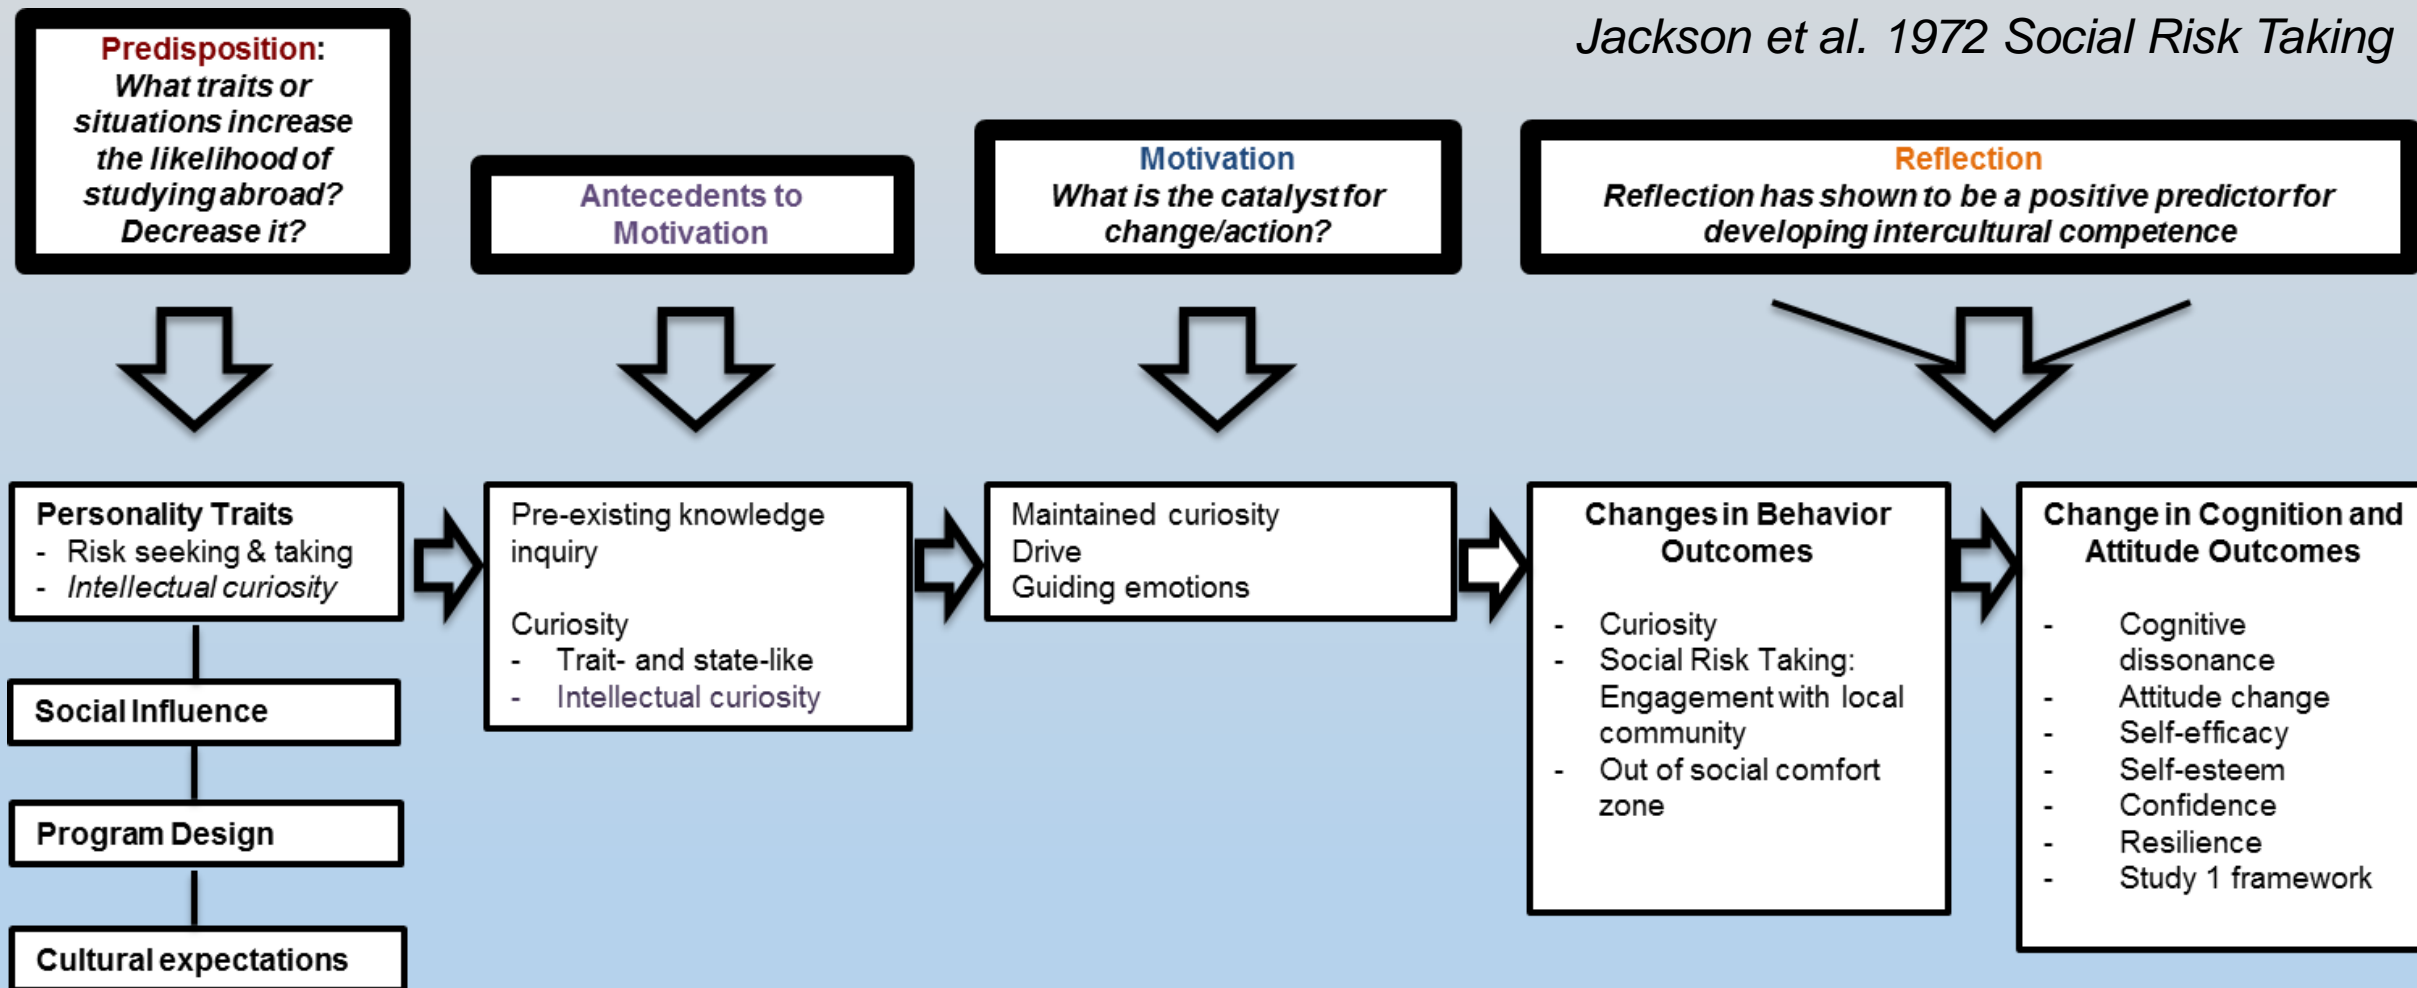 Jackson et al. 1972 Social Risk Taking
Predisposition:
What traits or
situations increase
the likelihood of
studying abroad?
Decrease it?
Antecedents to
Motivation
Motivation
What is the catalyst for
change/action?
Reflection
Reflection has shown to be a positive predictor for
developing intercultural competence
Personality Traits
- Risk seeking & taking
- Intellectual curiosity
Social Influence
Program Design
Cultural expectations
Pre-existing knowledge
inquiry
Curiosity
- Trait- and state-like
- Intellectual curiosity
Maintained curiosity
Drive
Guiding emotions
Changes in Behavior
Outcomes
- Curiosity
- Social Risk Taking:
Engagement with local
community
- Out of social comfort
zone
Change in Cognition and
Attitude Outcomes
- Cognitive
dissonance
- Attitude change
- Self-efficacy
- Self-esteem
- Confidence
- Resilience
- Study 1 framework